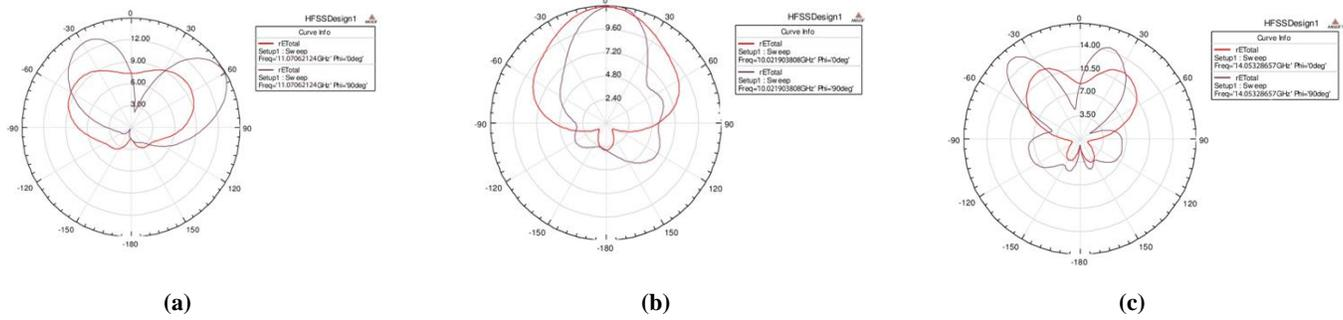 HFSSDesign1
Curve Info
rETotal
Setup1 : Sweep
Freq='11.07062124GHz' Phi='0deg'
rETotal
Setup1 : Sweep
Freq='11.07062124GHz' Phi='90deg'
0
-30
30
-60
60
-90
90
-120
120
-150
150
-180
12.00
9.00
6.00
3.00
(a)
HFSSDesign1
Curve Info
rETotal
Setup1 : Sweep
Freq='10.021903808GHz' Phi='0deg'
rETotal
Setup1 : Sweep
Freq='10.021903808GHz' Phi='90deg'
0
-30
30
-60
60
-90
90
-120
120
-150
150
-180
9.60
7.20
4.80
2.40
(b)
HFSSDesign1
Curve Info
rETotal
Setup1 : Sweep
Freq='14.05328657GHz' Phi='0deg'
rETotal
Setup1 : Sweep
Freq='14.05328657GHz' Phi='90deg'
0
-30
30
-60
60
-90
90
-120
120
-150
150
-180
14.00
10.50
7.00
3.50
(c)